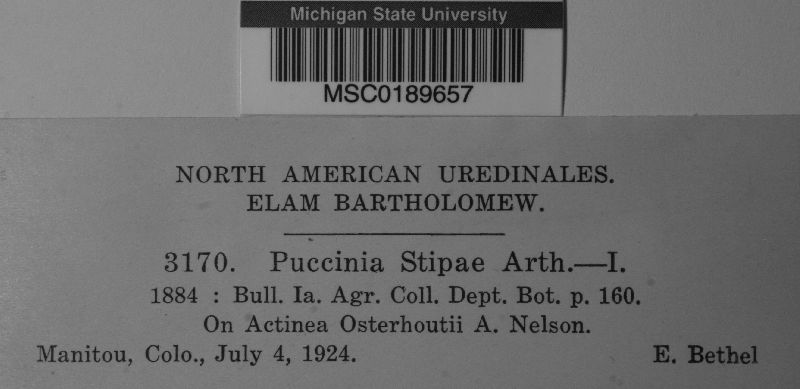 Michigan State University
MSC0189657
NORTH AMERICAN UREDINALES.
ELAM BARTHOLOMEW.
3170. Puccinia Stipae Arth.—I.
1884 : Bull. Ia. Agr. Coll. Dept. Bot. p. 160.
On Actinea Osterhoutii A. Nelson.
Manitou, Colo., July 4, 1924. E. Bethel